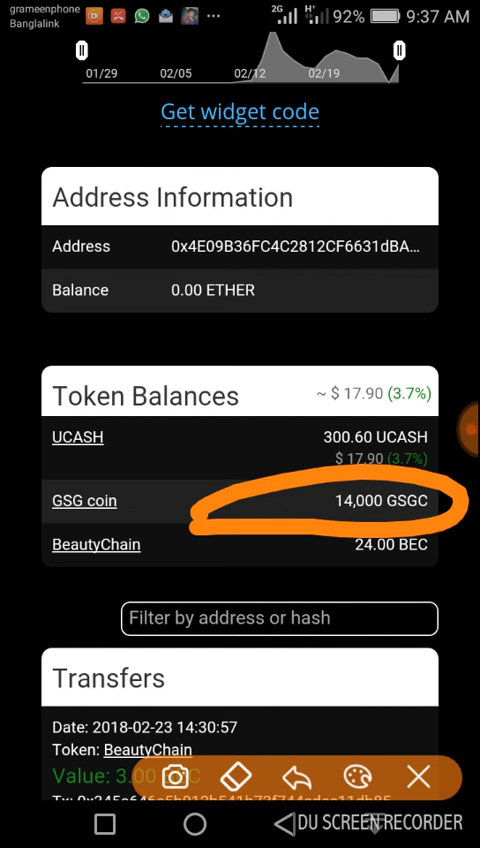 grameenphone
Banglalink
2G
H+
92%
9:37 AM
01/29 02/05 02/12 02/19
Get widget code
Address Information
Address 0x4E09B36FC4C2812CF6631dBA...
Balance 0.00 ETHER
Token Balances ~ $ 17.90 (3.7%)
UCASH 300.60 UCASH
$ 17.90 (3.7%)
GSG coin 14,000 GSGC
BeautyChain 24.00 BEC
Filter by address or hash
Transfers
Date: 2018-02-23 14:30:57
Token: BeautyChain
Value: 3.00
Tx:
DU SCREEN RECORDER